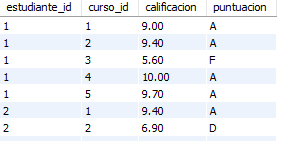 estudiante_id curso_id calificacion puntuacion
1 1 9.00 A
1 2 9.40 A
1 3 5.60 F
1 4 10.00 A
1 5 9.70 A
2 1 9.40 A
2 2 6.90 D